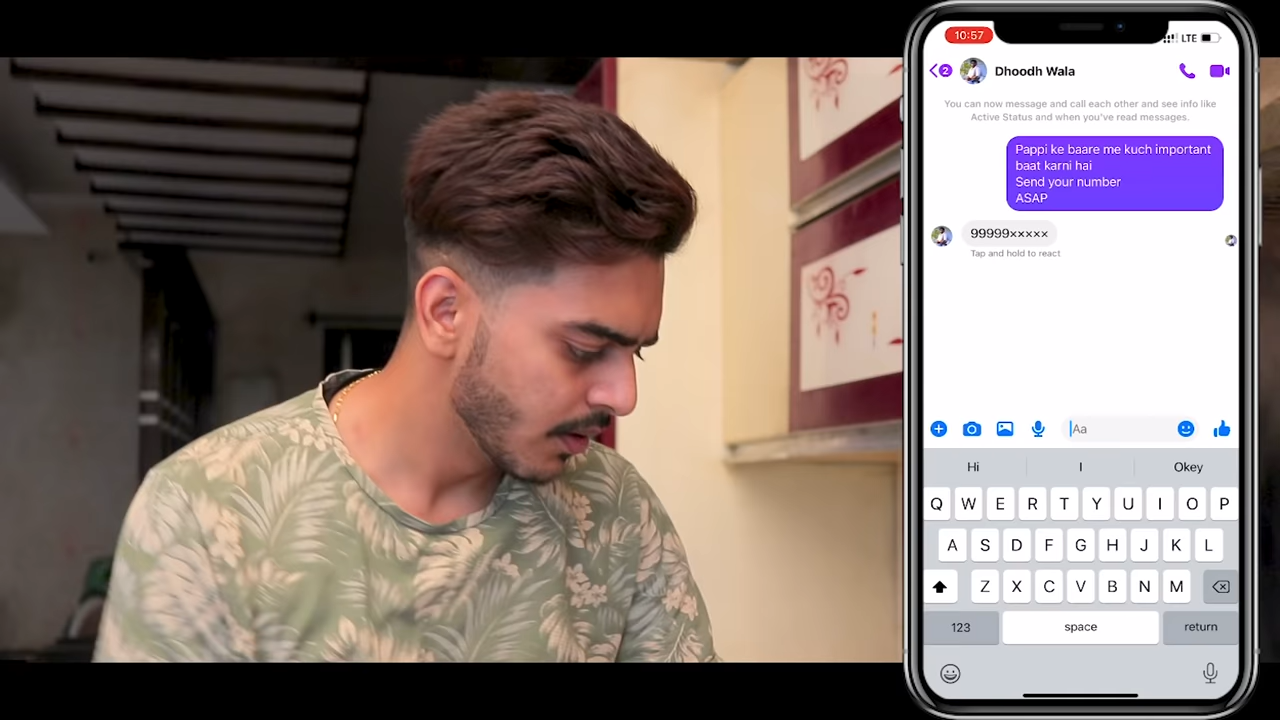 10:57
LTE
2
Dhoodh Wala
You can now message and call each other and see info like
Active Status and when you've read messages.
Pappi ke baare me kuch important
baat karni hai
Send your number
ASAP
99999×××××
Tap and hold to react
Aa
Hi I Okey
Q W E R T Y U I O P
A S D F G H J K L
Z X C V B N M
123 space return